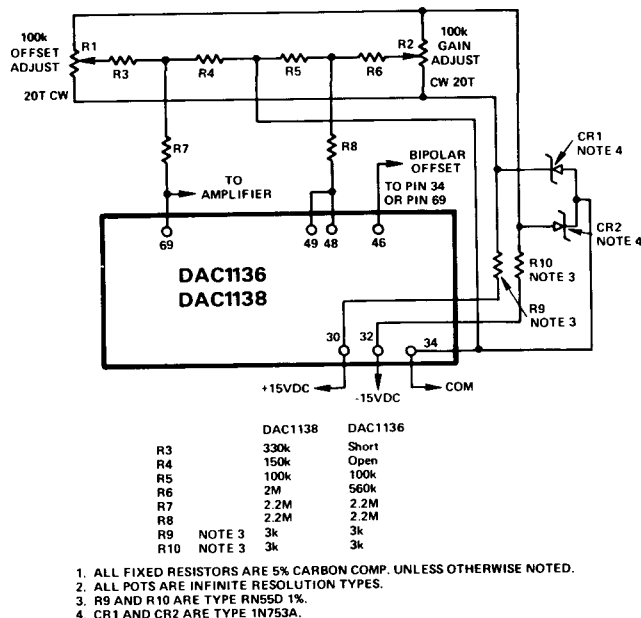 100k
OFFSET
ADJUST
R1
R3
R4
R5
R6
R2
100k
GAIN
ADJUST
20T CW
CW 20T
R7
R8
TO
AMPLIFIER
BIPOLAR
OFFSET
TO PIN 34
OR PIN 69
CR1
NOTE 4
CR2
NOTE 4
69
49
48
46
DAC1136
DAC1138
R10
NOTE 3
R9
NOTE 3
30
32
34
+15VDC
-15VDC
COM
DAC1138 DAC1136
R3 330k Short
R4 150k Open
R5 100k 100k
R6 2M 560k
R7 2.2M 2.2M
R8 2.2M 2.2M
R9 NOTE 3 3k 3k
R10 NOTE 3 3k 3k
1. ALL FIXED RESISTORS ARE 5% CARBON COMP. UNLESS OTHERWISE NOTED.
2. ALL POTS ARE INFINITE RESOLUTION TYPES.
3. R9 AND R10 ARE TYPE RN55D 1%.
4. CR1 AND CR2 ARE TYPE 1N753A.